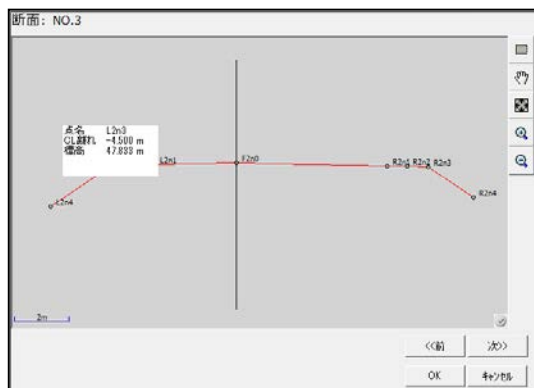 断面: NO.3
点名 L2n3
CL離れ -4.500 m
標高 47.833 m
L2n1
F2n0
R2n1
R2n2
R2n3
L2n4
R2n4
2m
<<前
次>>
OK
キャンセル